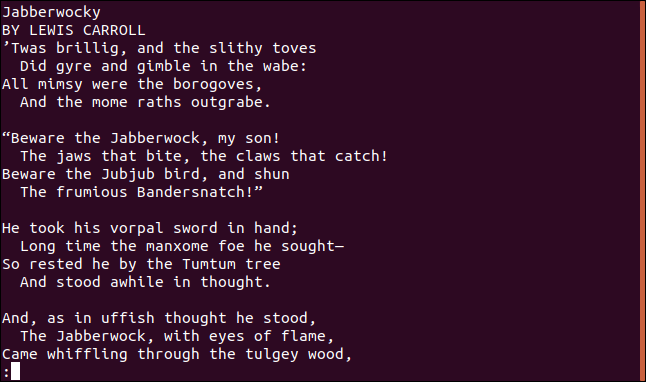 Jabberwocky
BY LEWIS CARROLL
’Twas brillig, and the slithy toves
  Did gyre and gimble in the wabe:
All mimsy were the borogoves,
  And the mome raths outgrabe.

“Beware the Jabberwock, my son!
  The jaws that bite, the claws that catch!
Beware the Jubjub bird, and shun
  The frumious Bandersnatch!”

He took his vorpal sword in hand;
  Long time the manxome foe he sought—
So rested he by the Tumtum tree
  And stood awhile in thought.

And, as in uffish thought he stood,
  The Jabberwock, with eyes of flame,
Came whiffling through the tulgey wood,
: